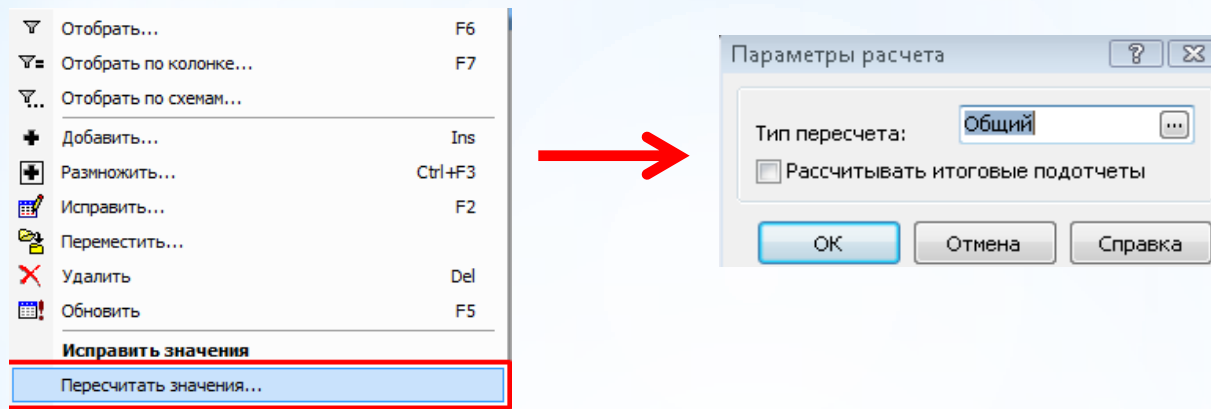 Отобрать... F6
Отобрать по колонке... F7
Отобрать по схемам...
Добавить... Ins
Размножить... Ctrl+F3
Исправить... F2
Переместить...
Удалить Del
Обновить F5
Исправить значения
Пересчитать значения...
Параметры расчета
Тип пересчета: Общий ...
Рассчитывать итоговые подотчеты
ОК Отмена Справка